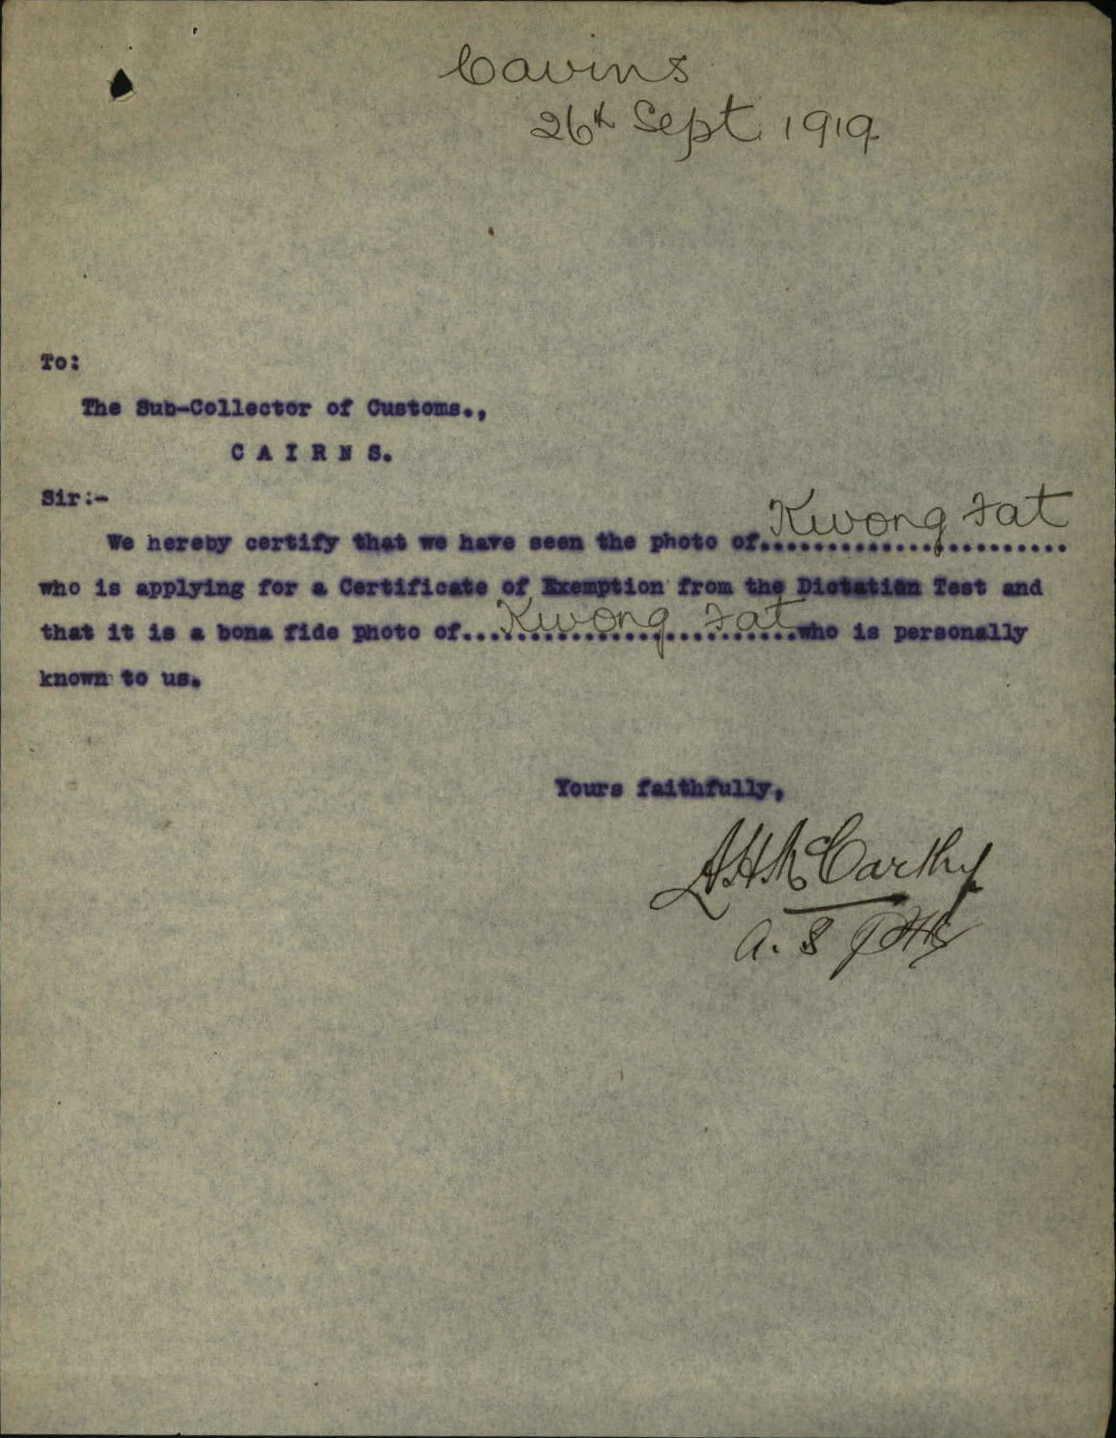 Cairns
26th Sept 1919
To:
The Sub-Collector of Customs.,
C A I R N S.
Sir:-
We hereby certify that we have seen the photo of Kwong Fat
who is applying for a Certificate of Exemption from the Dictation Test and
that it is a bona fide photo of Kwong Fat who is personally
known to us.
Yours faithfully,
A H McCarthy
a. S